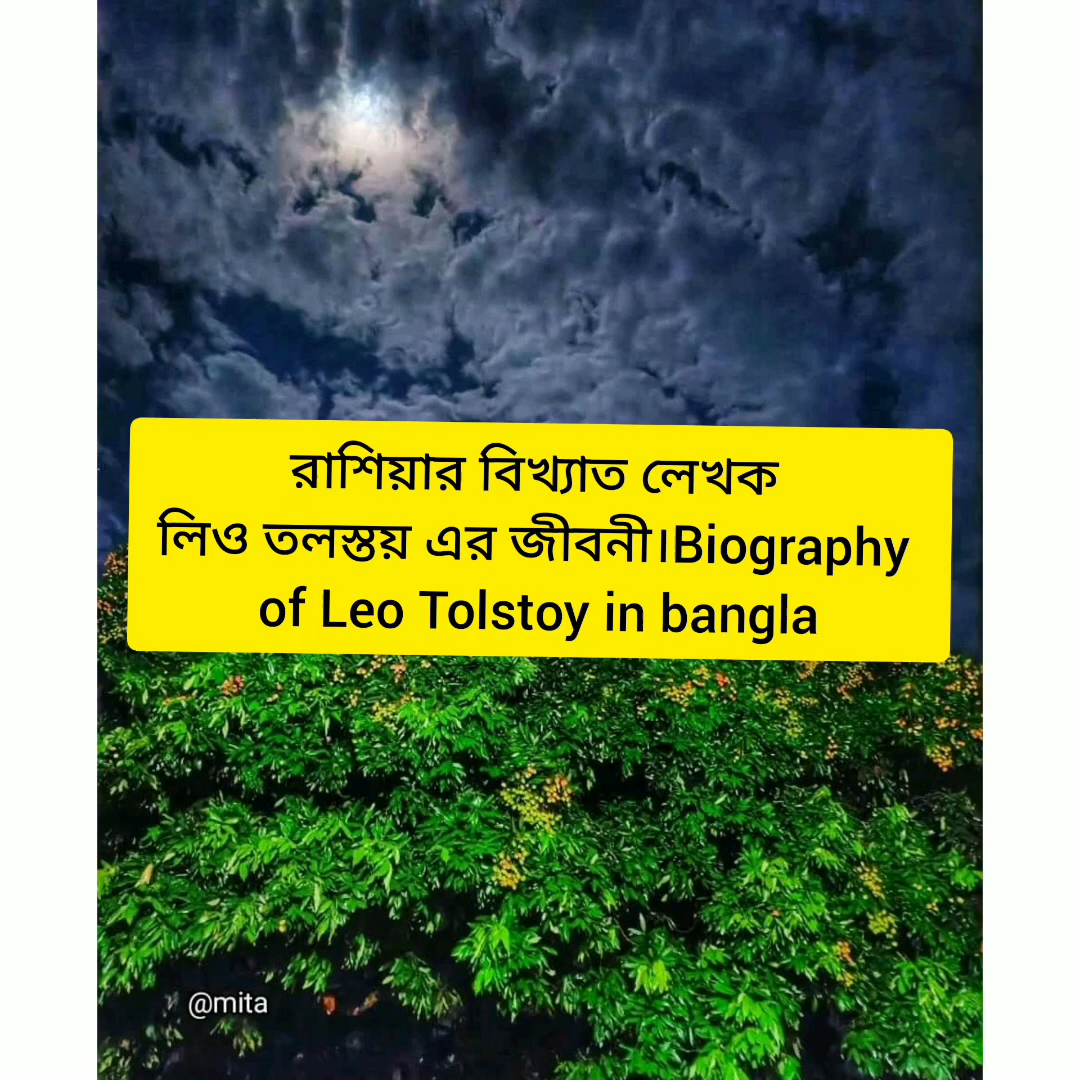 রাশিয়ার বিখ্যাত লেখক
লিও তলস্তয় এর জীবনী।Biography
of Leo Tolstoy in bangla
@mita